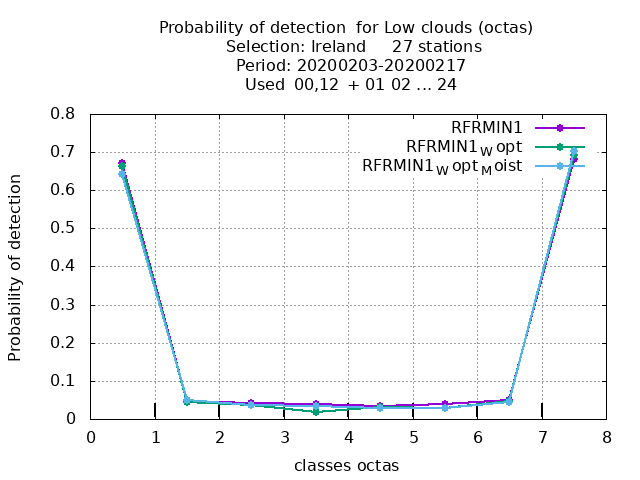 Probability of detection for Low clouds (octas)
Selection: Ireland 27 stations
Period: 20200203-20200217
Used 00,12 + 01 02 ... 24
RFRMIN1
RFRMIN1_W opt
RFRMIN1_W opt_M oist
Probability of detection
0.8
0.7
0.6
0.5
0.4
0.3
0.2
0.1
0
0 1 2 3 4 5 6 7 8
classes octas